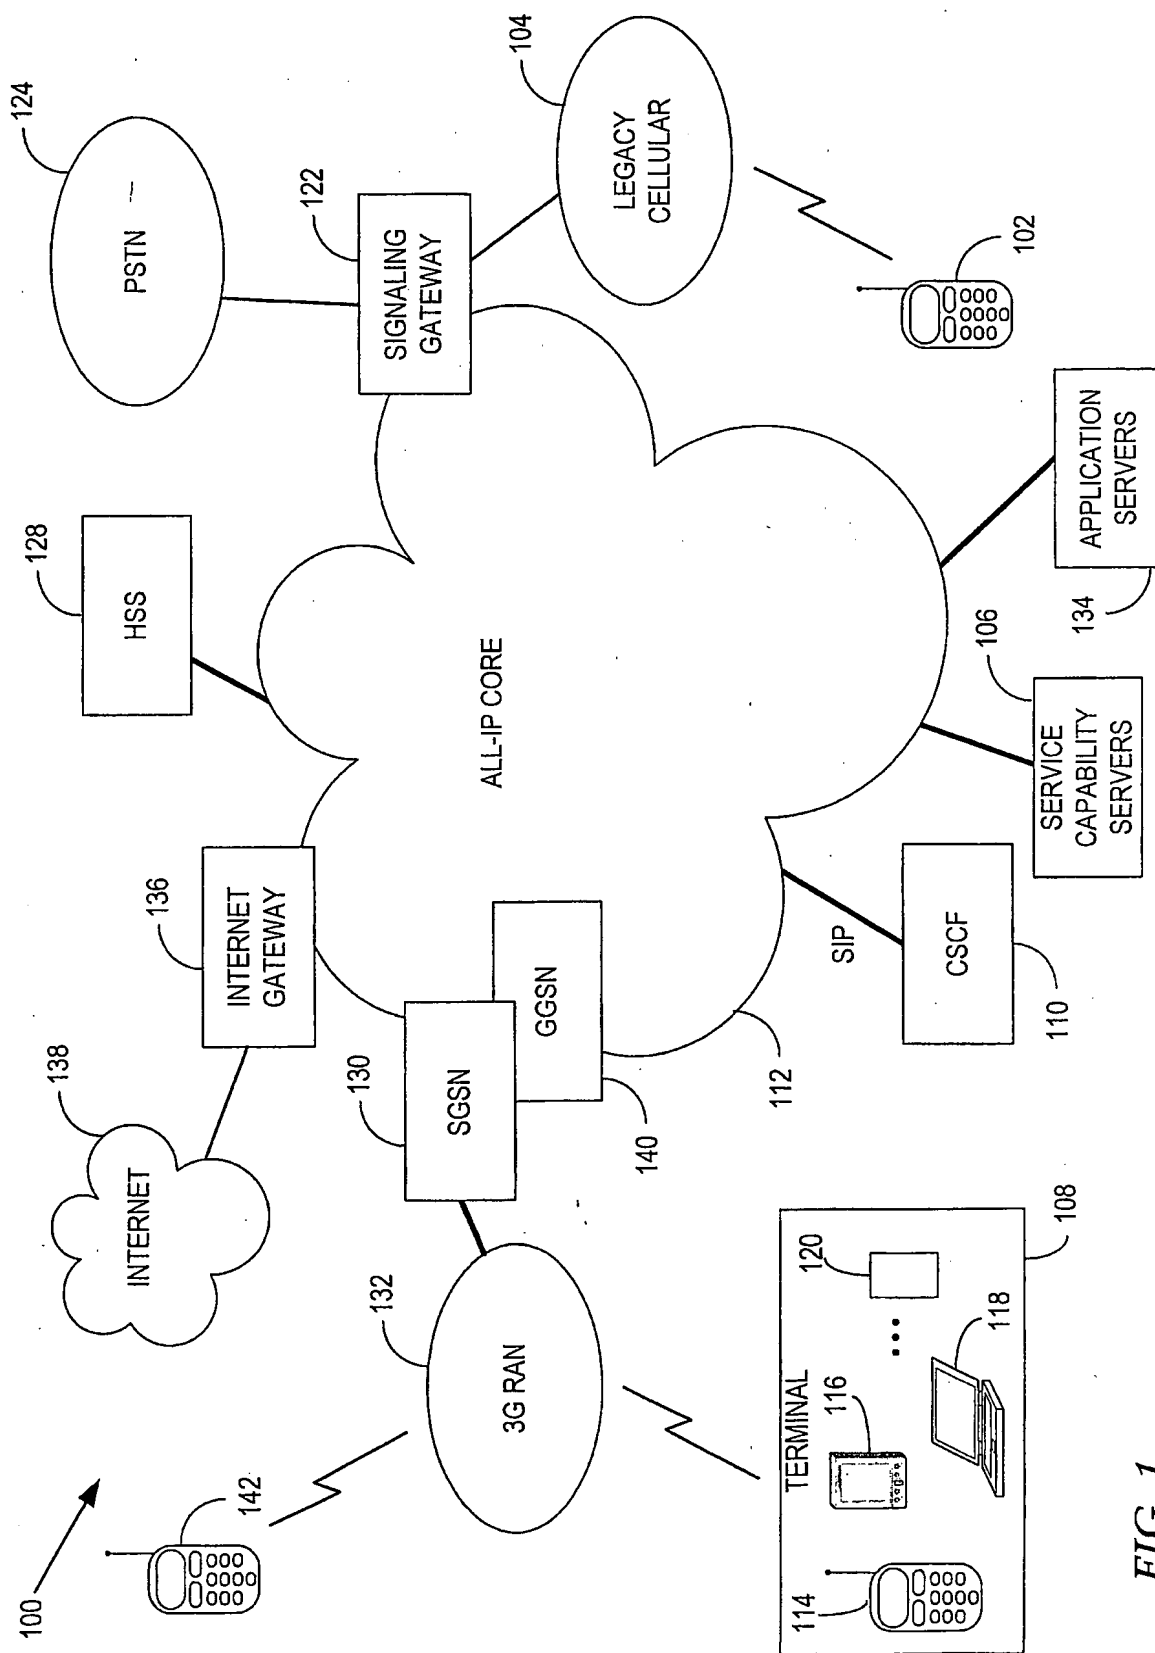 100
142
138
INTERNET
136
INTERNET
GATEWAY
128
HSS
124
PSTN
122
SIGNALING
GATEWAY
104
LEGACY
CELLULAR
102
132
3G RAN
130
SGSN
GGSN
140
ALL-IP CORE
112
SIP
CSCF
110
106
SERVICE
CAPABILITY
SERVERS
134
APPLICATION
SERVERS
TERMINAL
114
116
118
120
108
FIG. 1